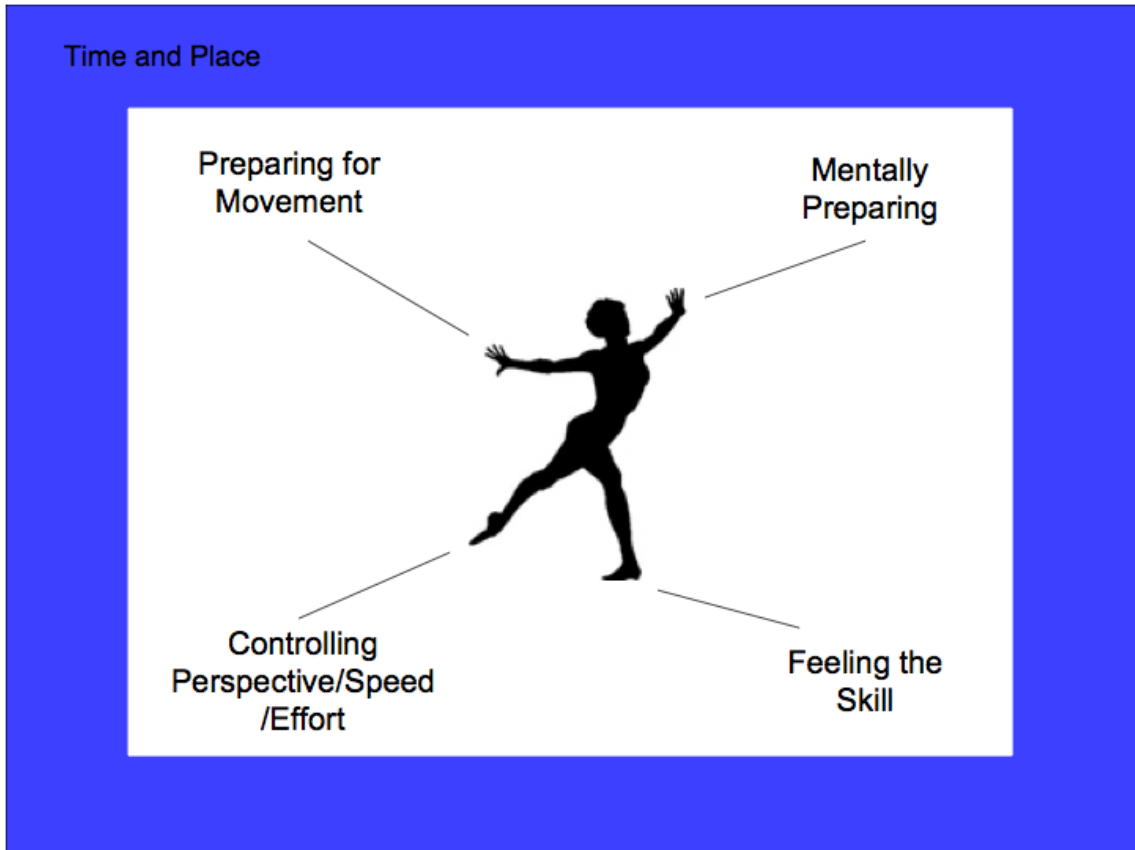 Time and Place
Preparing for
Movement
Mentally
Preparing
Controlling
Perspective/Speed
/Effort
Feeling the
Skill